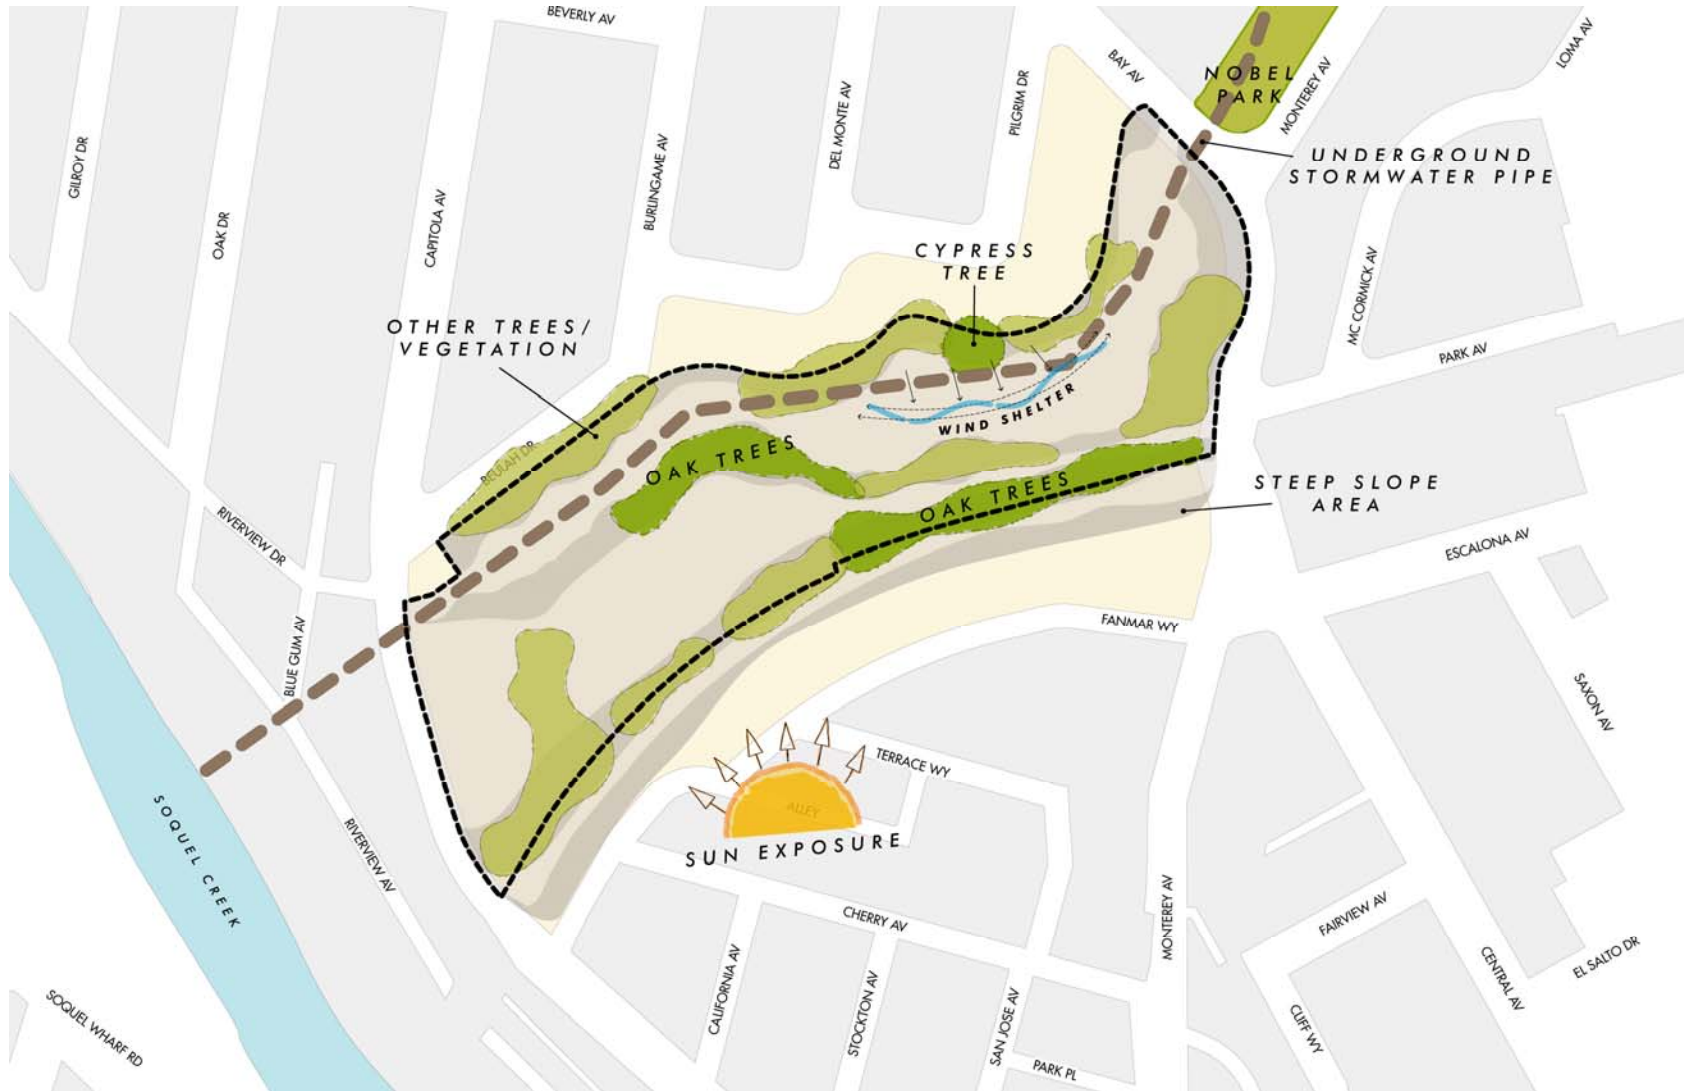 BEVERLY AV
BAY AV
NOBEL
PARK
MONTEREY AV
LOMA AV
GILROY DR
OAK DR
CAPITOLA AV
BURLINGAME AV
DEL MONTE AV
PILGRIM DR
UNDERGROUND
STORMWATER PIPE
CYPRESS
TREE
MC CORMICK AV
PARK AV
OTHER TREES/
VEGETATION
WIND SHELTER
BEULAH DR
OAK TREES
OAK TREES
STEEP SLOPE
AREA
ESCALONA AV
RIVERVIEW DR
BLUE GUM AV
FANMAR WY
SAXON AV
TERRACE WY
ALLEY
SUN EXPOSURE
SOQUEL CREEK
RIVERVIEW AV
CHERRY AV
MONTEREY AV
FAIRVIEW AV
CALIFORNIA AV
STOCKTON AV
SAN JOSE AV
PARK PL
CLIFF WY
CENTRAL AV
EL SALTO DR
SOQUEL WHARF RD